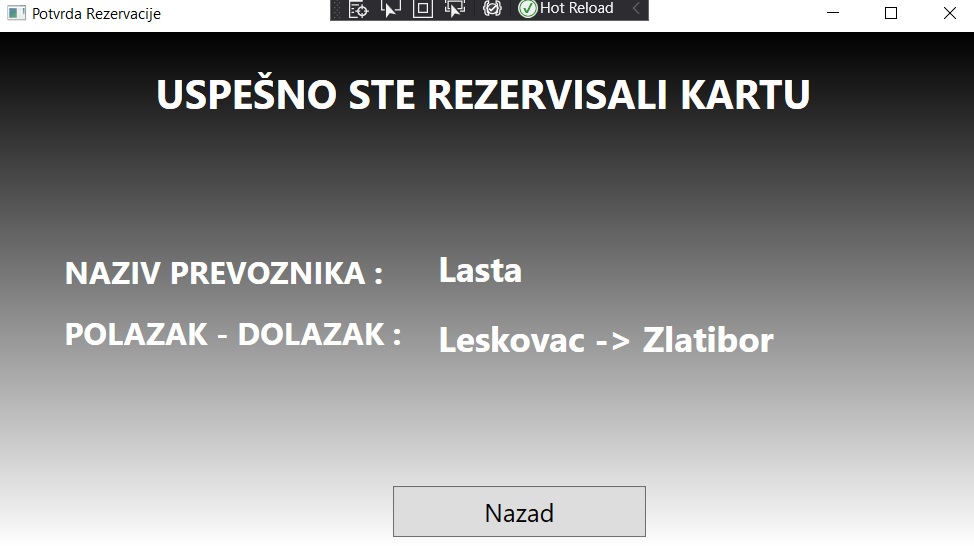 Potvrda Rezervacije
Hot Reload
USPEŠNO STE REZERVISALI KARTU
NAZIV PREVOZNIKA : Lasta
POLAZAK - DOLAZAK : Leskovac -> Zlatibor
Nazad